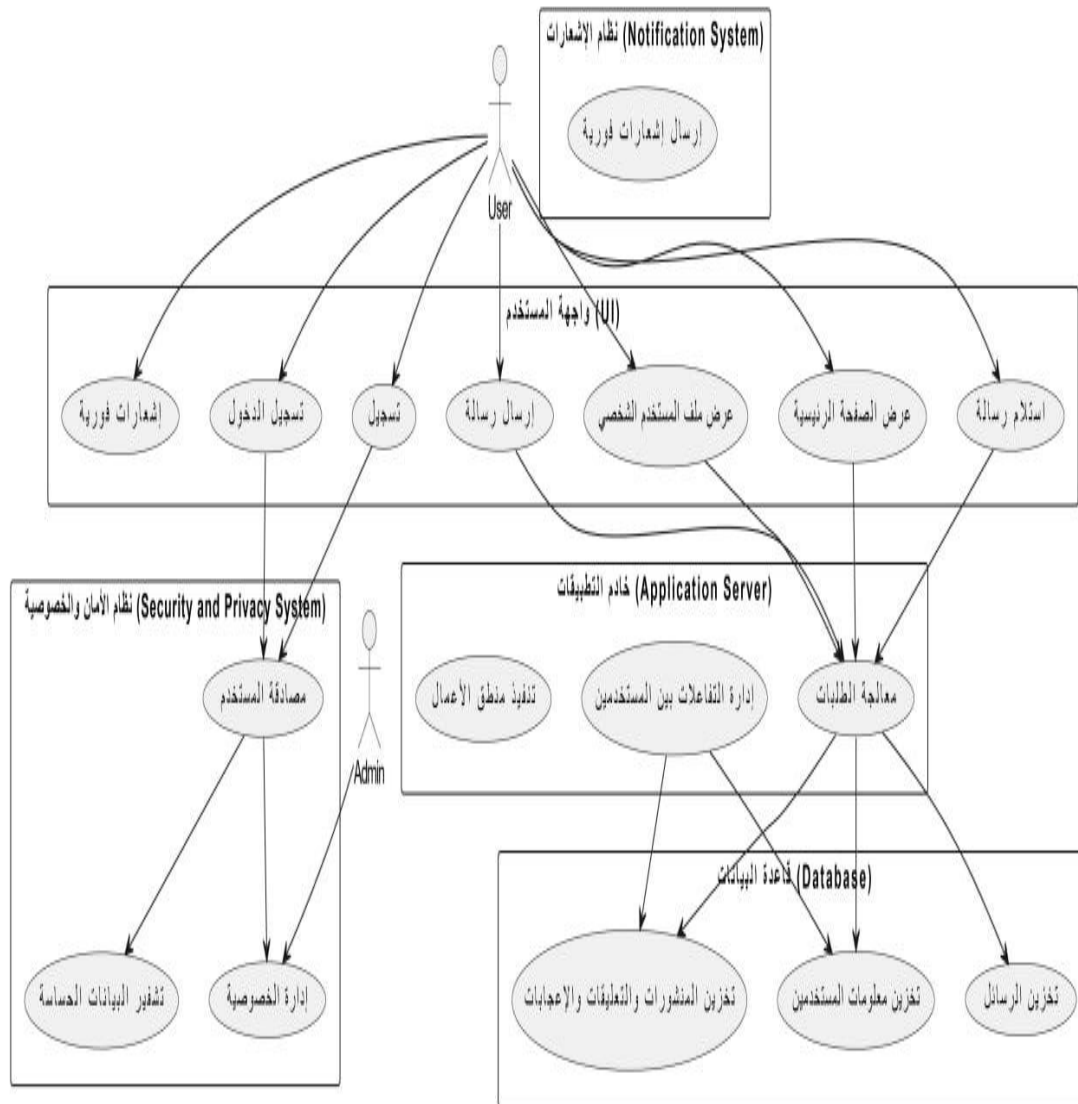 نظام الإشعارات (Notification System)
إرسال إشعارات فورية
User
واجهة المستخدم (UI)
إشعارات فورية
تسجيل الدخول
تسجيل
إرسال رسالة
عرض ملف المستخدم الشخصي
عرض الصفحة الرئيسية
استلام رسالة
نظام الأمان والخصوصية (Security and Privacy System)
مصادقة المستخدم
Admin
خادم التطبيقات (Application Server)
تنفيذ منطق الأعمال
إدارة التفاعلات بين المستخدمين
معالجة الطلبات
تشفير البيانات الحساسة
إدارة الخصوصية
قاعدة البيانات (Database)
تخزين المنشورات والتعليقات والإعجابات
تخزين معلومات المستخدمين
تخزين الرسائل